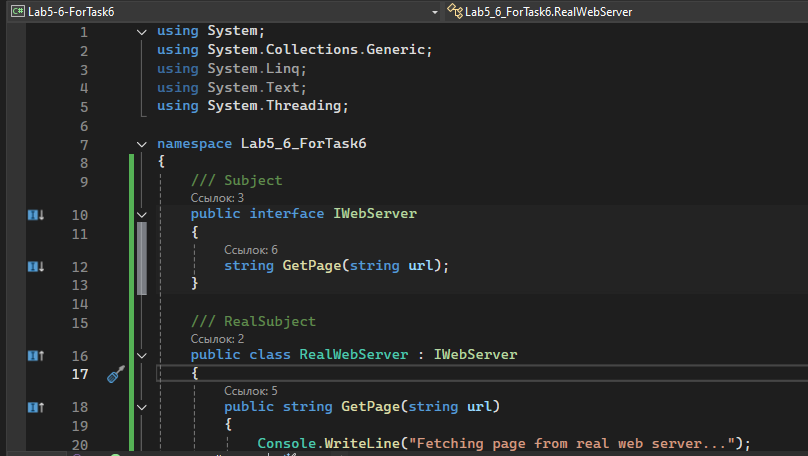 C# Lab5-6-ForTask6 Lab5_6_ForTask6.RealWebServer
1 using System;
2 using System.Collections.Generic;
3 using System.Linq;
4 using System.Text;
5 using System.Threading;
6
7 namespace Lab5_6_ForTask6
8 {
9 /// Subject
Ссылок: 3
10 public interface IWebServer
11 {
Ссылок: 6
12 string GetPage(string url);
13 }
14
15 /// RealSubject
Ссылок: 2
16 public class RealWebServer : IWebServer
17 {
Ссылок: 5
18 public string GetPage(string url)
19 {
20 Console.WriteLine("Fetching page from real web server...");